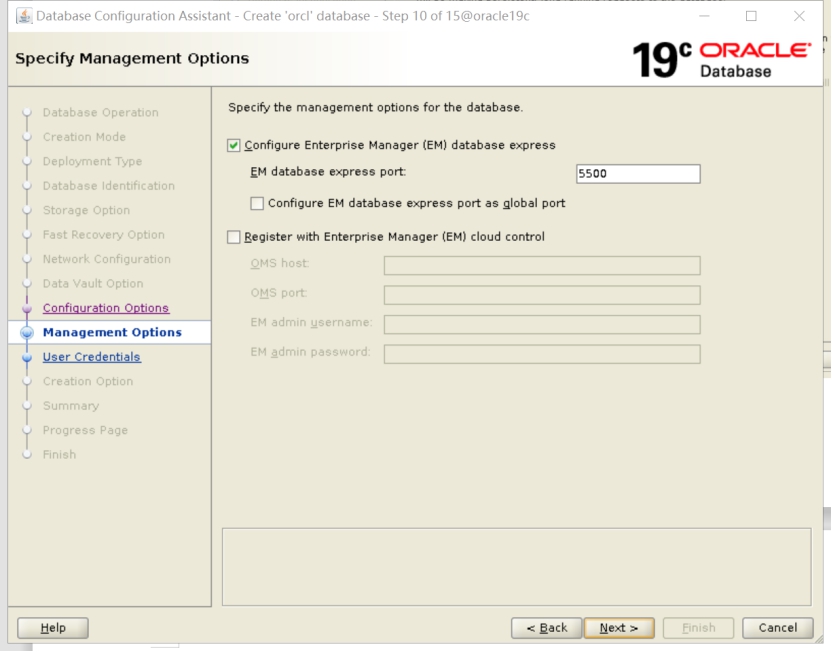 Database Configuration Assistant - Create 'orcl' database - Step 10 of 15@oracle19c
Specify Management Options
19c ORACLE
Database
Database Operation
Creation Mode
Deployment Type
Database Identification
Storage Option
Fast Recovery Option
Network Configuration
Data Vault Option
Configuration Options
Management Options
User Credentials
Creation Option
Summary
Progress Page
Finish
Specify the management options for the database.
Configure Enterprise Manager (EM) database express
EM database express port: 5500
Configure EM database express port as global port
Register with Enterprise Manager (EM) cloud control
OMS host:
OMS port:
EM admin username:
EM admin password:
Help
< Back Next > Finish Cancel